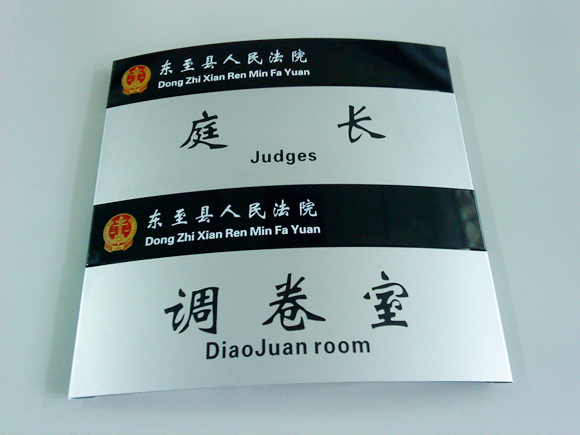 东至县人民法院
Dong Zhi Xian Ren Min Fa Yuan
庭 长
Judges
东至县人民法院
Dong Zhi Xian Ren Min Fa Yuan
调卷室
DiaoJuan room